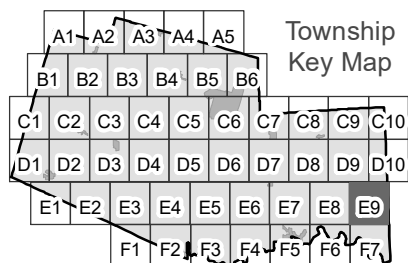 Township
Key Map
A1 A2 A3 A4 A5
B1 B2 B3 B4 B5 B6
C1 C2 C3 C4 C5 C6 C7 C8 C9 C10
D1 D2 D3 D4 D5 D6 D7 D8 D9 D10
E1 E2 E3 E4 E5 E6 E7 E8 E9
F1 F2 F3 F4 F5 F6 F7